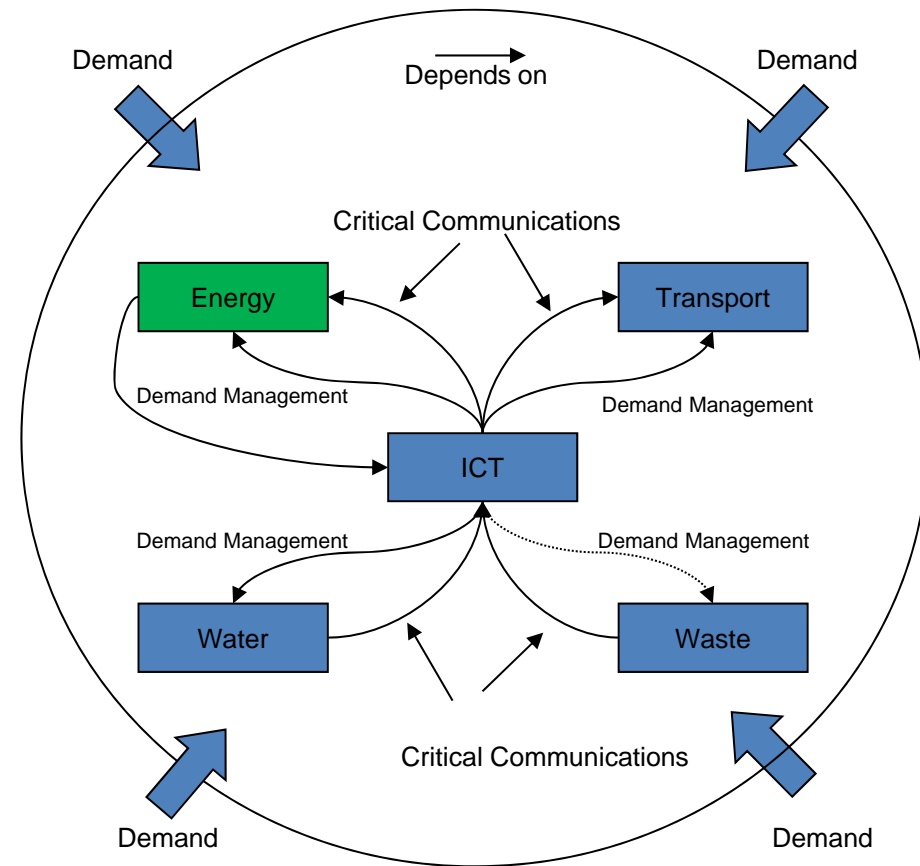 Demand
Demand
Depends on
Critical Communications
Energy
Transport
Demand Management
Demand Management
ICT
Demand Management
Demand Management
Water
Waste
Critical Communications
Demand
Demand